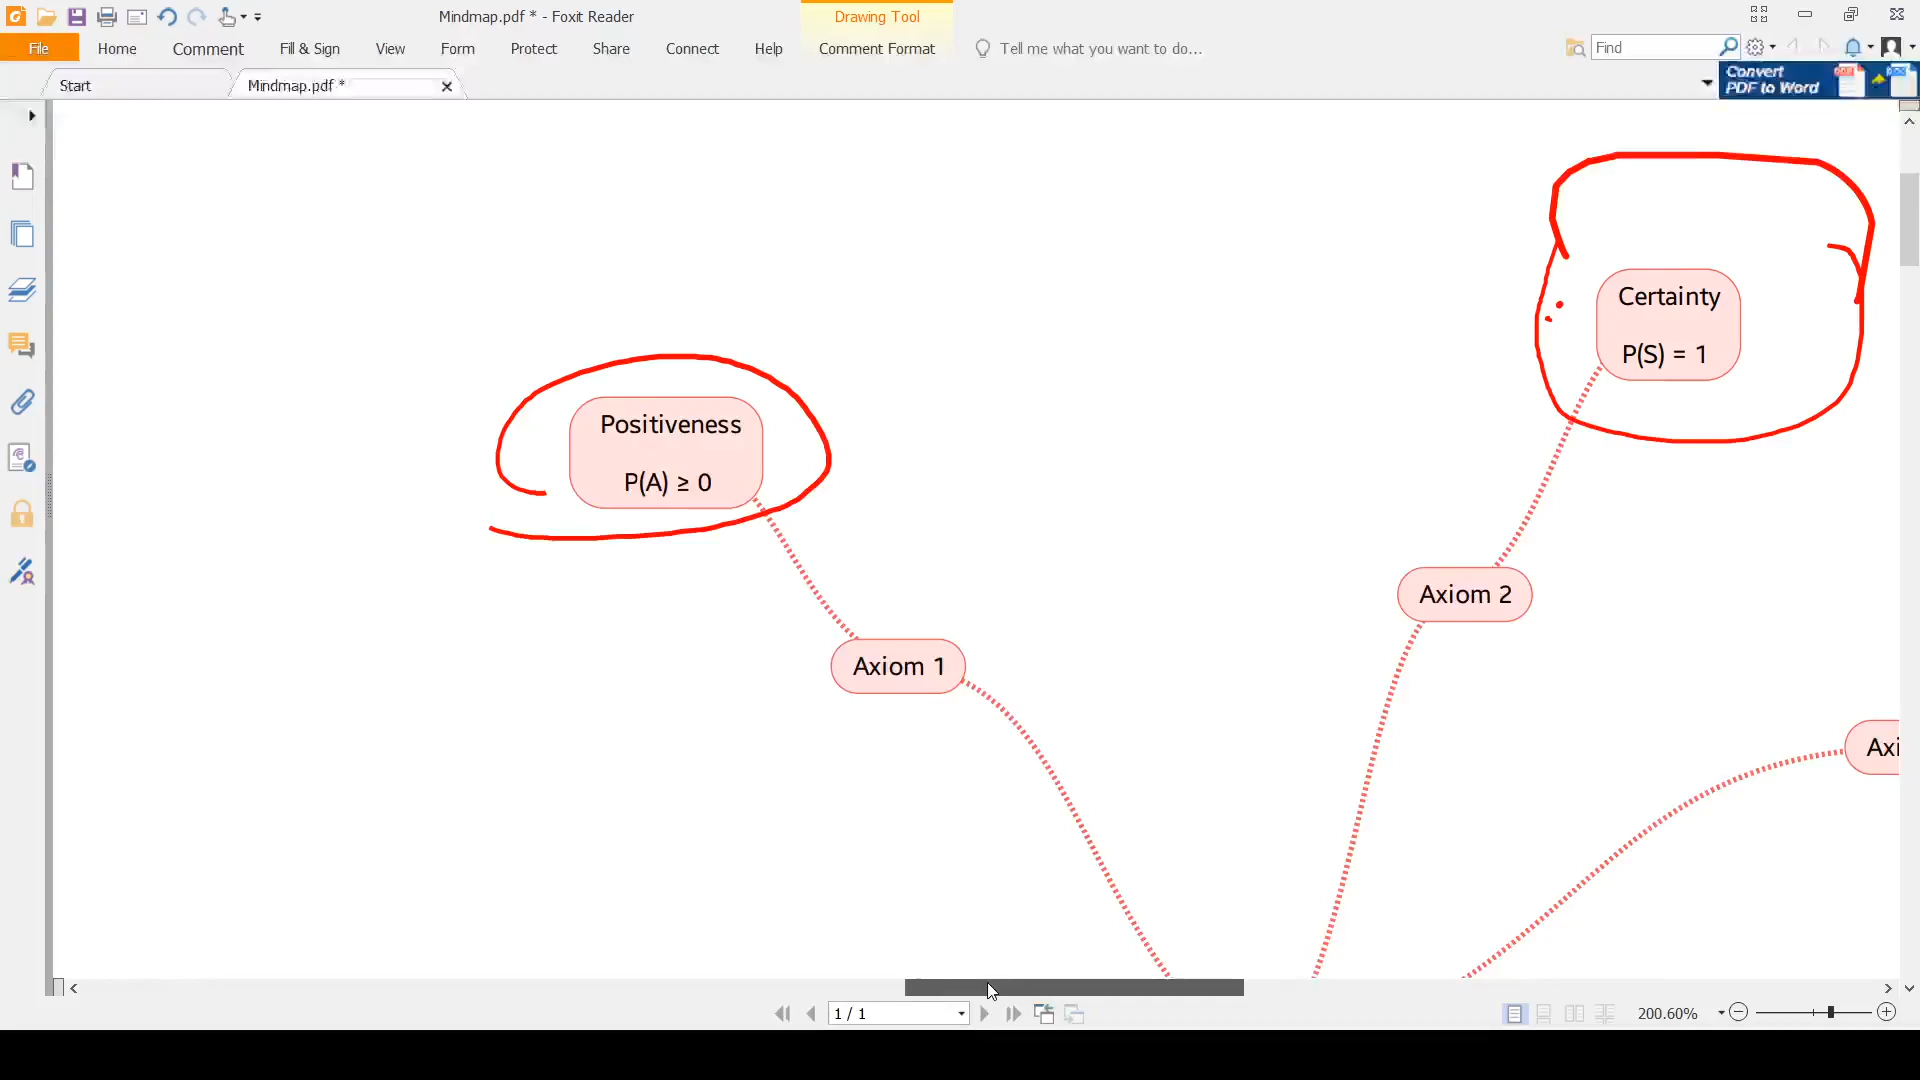 Mindmap.pdf * - Foxit Reader
Drawing Tool
File
Home
Comment
Fill & Sign
View
Form
Protect
Share
Connect
Help
Comment Format
Tell me what you want to do...
Find
Start
Mindmap.pdf *
Convert
PDF to Word
Certainty
P(S) = 1
Positiveness
P(A) ≥ 0
Axiom 2
Axiom 1
Axi
1 / 1
200.60%